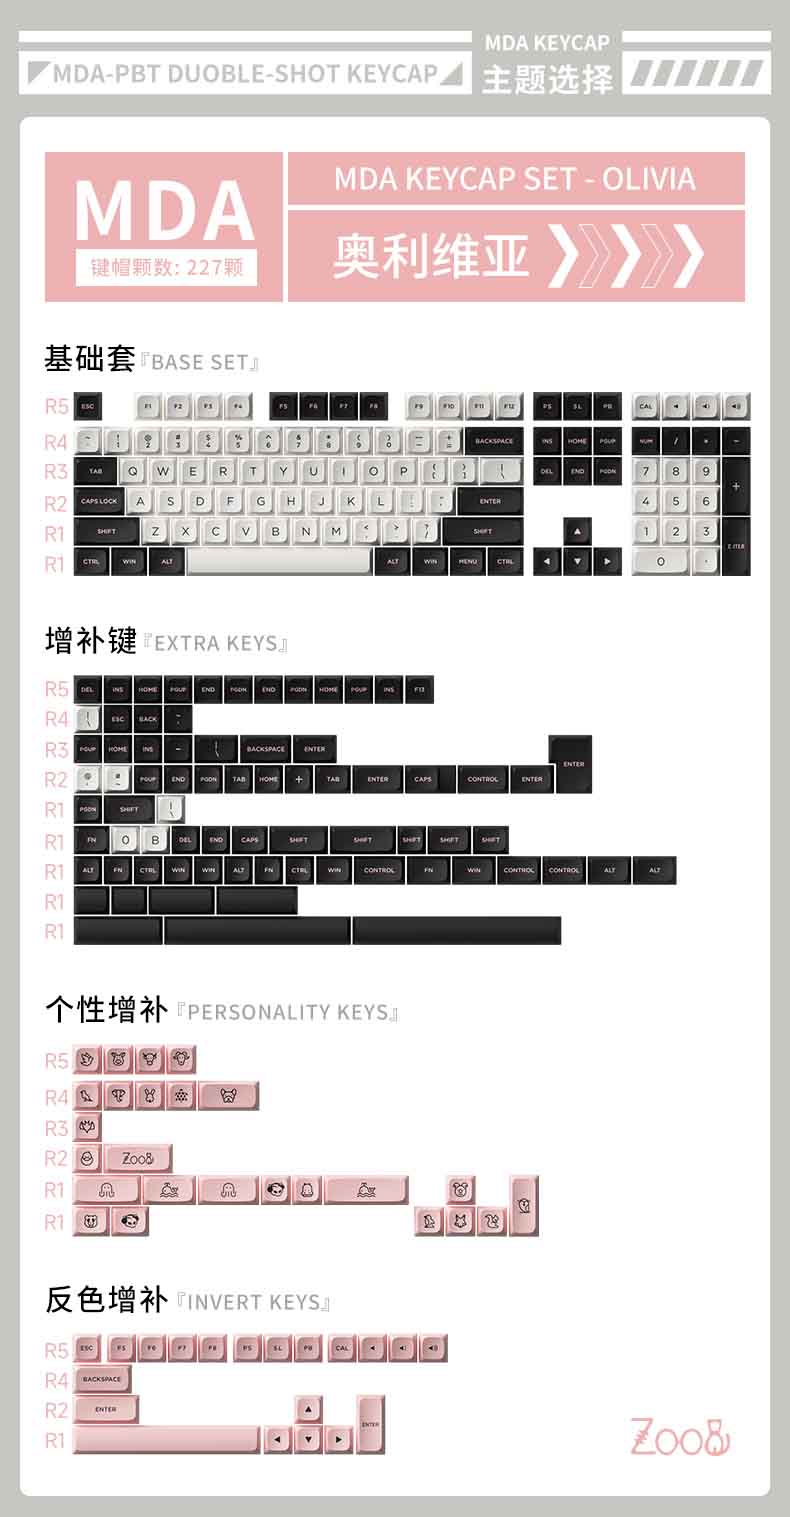 MDA KEYCAP
MDA-PBT DUOBLE-SHOT KEYCAP
主题选择
MDA
键帽颗数: 227颗
MDA KEYCAP SET - OLIVIA
奥利维亚
基础套『BASE SET』
R5 ESC F1 F2 F3 F4 F5 F6 F7 F8 F9 F10 F11 F12 PS SL PB CAL
R4 ~ ! @ 2 # 3 $ 4 % 5 ^ 6 & 7 * 8 ( 9 ) 0 — + = BACKSPACE INS HOME PGUP NUM / * -
R3 TAB Q W E R T Y U I O P { [ } ] | \ DEL END PGDN 7 8 9 +
R2 CAPS LOCK A S D F G H J K L : ; " ENTER 4 5 6
R1 SHIFT Z X C V B N M < , > . ? / SHIFT ▲ 1 2 3 ENTER
R1 CTRL WIN ALT ALT WIN MENU CTRL ◀ ▼ ▶ 0 .
增补键『EXTRA KEYS』
R5 DEL INS HOME PGUP END PGDN END PGDN HOME PGUP INS F13
R4 | \ ESC BACK ~
R3 PGUP HOME INS - | \ BACKSPACE ENTER ENTER
R2 @ # ~ PGUP END PGDN TAB HOME + TAB ENTER CAPS CONTROL ENTER
R1 PGDN SHIFT | \
R1 FN O B DEL END CAPS SHIFT SHIFT SHIFT SHIFT SHIFT
R1 ALT FN CTRL WIN WIN ALT FN CTRL WIN CONTROL FN WIN CONTROL CONTROL ALT ALT
R1
R1
个性增补『PERSONALITY KEYS』
R5
R4
R3
R2 Zoo
R1
R1
反色增补『INVERT KEYS』
R5 ESC F5 F6 F7 F8 PS SL PB CAL
R4 BACKSPACE
R2 ENTER ▲ ENTER
R1 ◀ ▼ ▶
Zoo